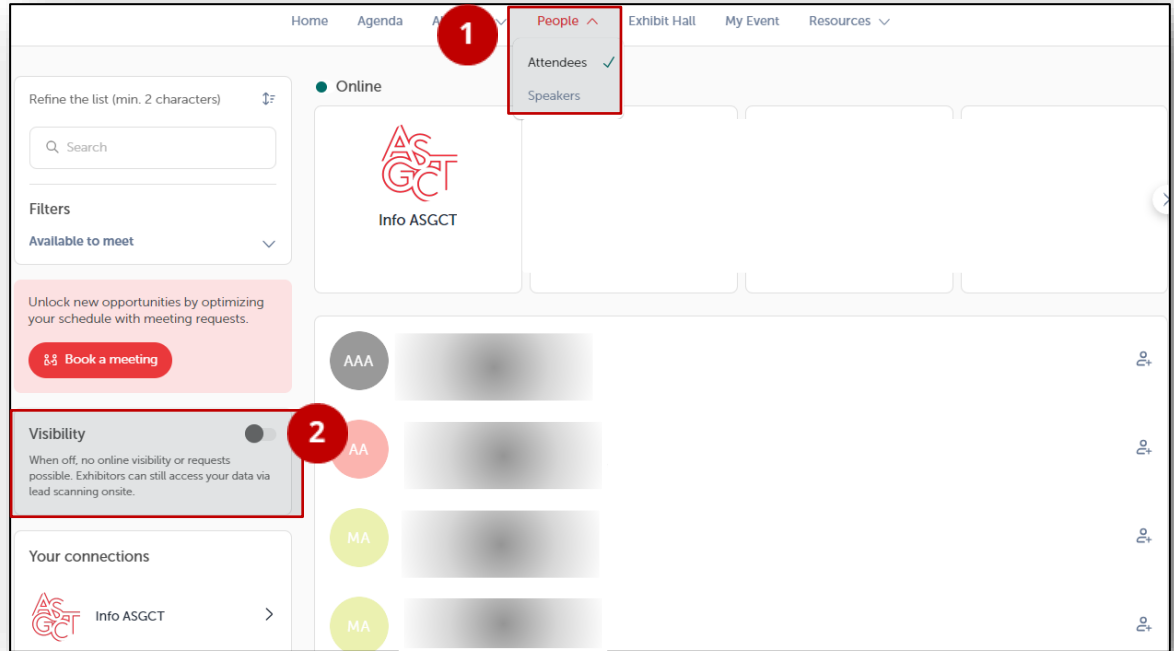 Home Agenda People Exhibit Hall My Event Resources
1
Attendees
Speakers
Refine the list (min. 2 characters)
Search
Filters
Available to meet
Online
ASGCT
Info ASGCT
Unlock new opportunities by optimizing
your schedule with meeting requests.
Book a meeting
AAA
Visibility
2
When off, no online visibility or requests
possible. Exhibitors can still access your data via
lead scanning onsite.
AA
MA
Your connections
ASGCT
Info ASGCT
MA